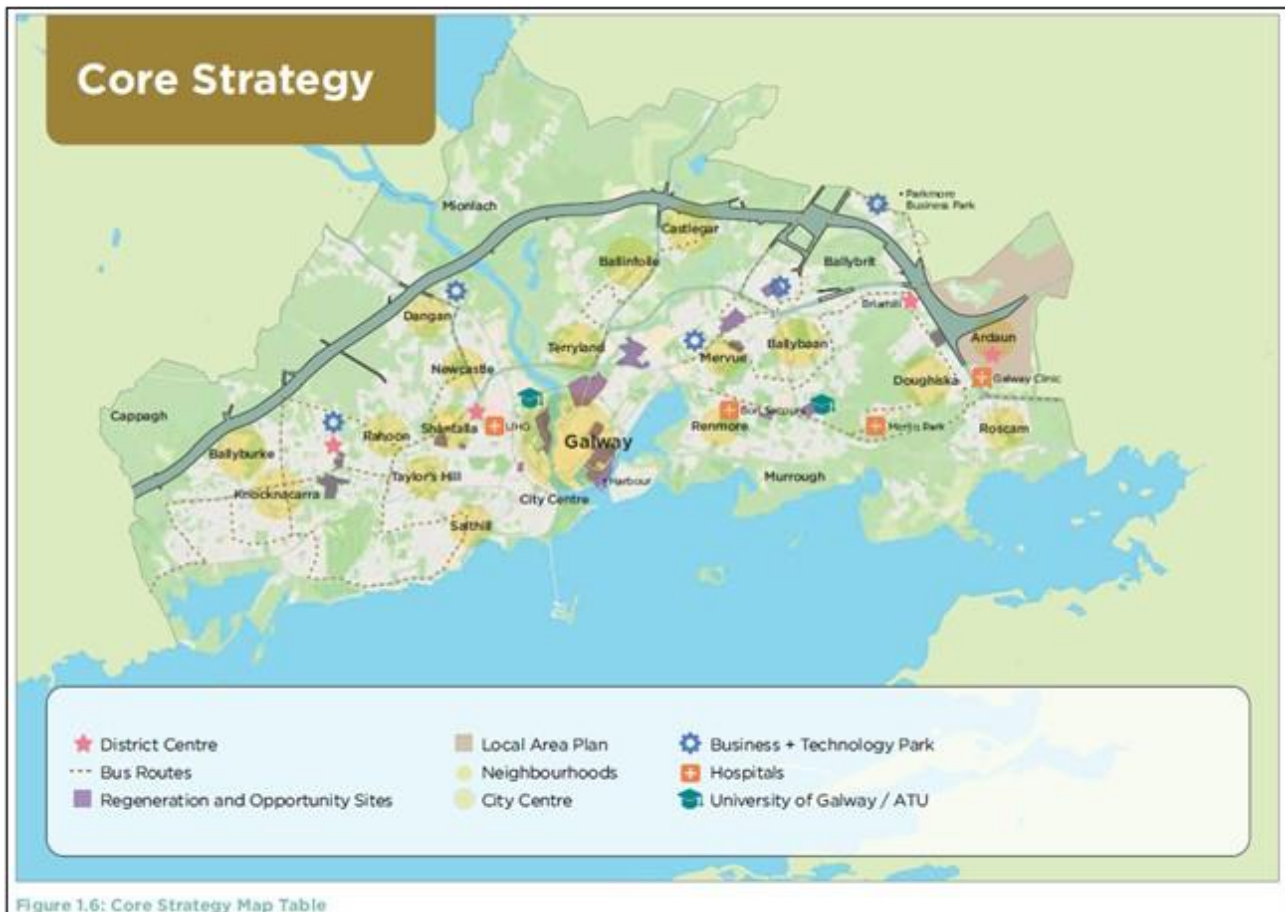 Core Strategy
Mionlach
• Parkmore
Business Park
Castlegar
Ballinfoile
Ballybrit
Briarhill
Dangan
Terryland
Mervue
Ballybaan
Ardaun
Newcastle
Doughiska
Galway Clinic
Cappagh
Shantalla
UHG
Galway
Renmore
Bon Secours
Merlin Park
Roscam
Rahoon
Ballyburke
Taylor's Hill
Knocknacarra
City Centre
• Harbour
Murrough
Salthill
District Centre
Bus Routes
Regeneration and Opportunity Sites
Local Area Plan
Neighbourhoods
City Centre
Business + Technology Park
Hospitals
University of Galway / ATU
Figure 1.6: Core Strategy Map Table